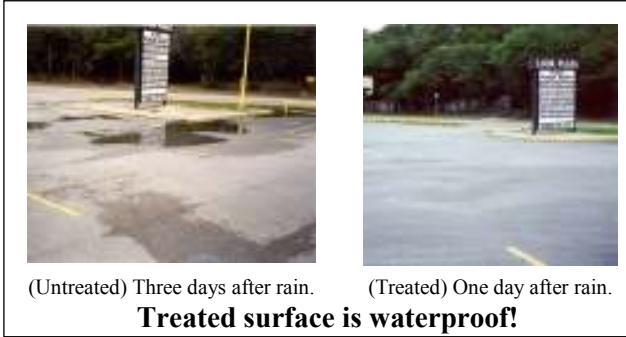 (Untreated) Three days after rain.
(Treated) One day after rain.
Treated surface is waterproof!